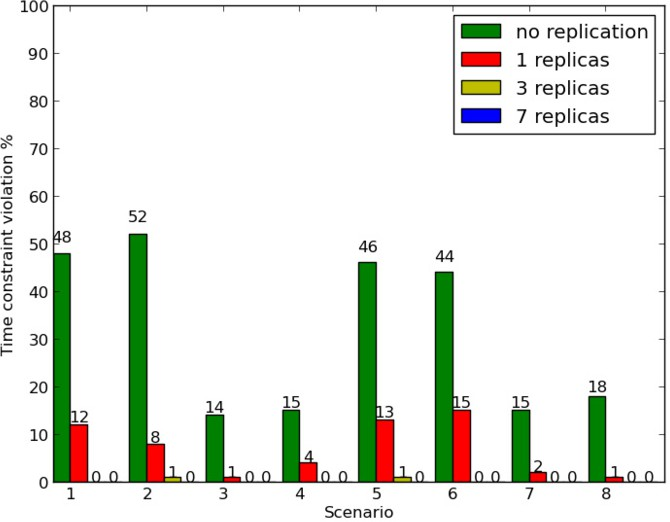 100
90
80
70
60
50
40
30
20
10
0
Time constraint violation %
no replication
1 replicas
3 replicas
7 replicas
48 12 0 0
52 8 1 0
14 1 0 0
15 4 0 0
46 13 1 0
44 15 0 0
15 2 0 0
18 1 0 0
1 2 3 4 5 6 7 8
Scenario